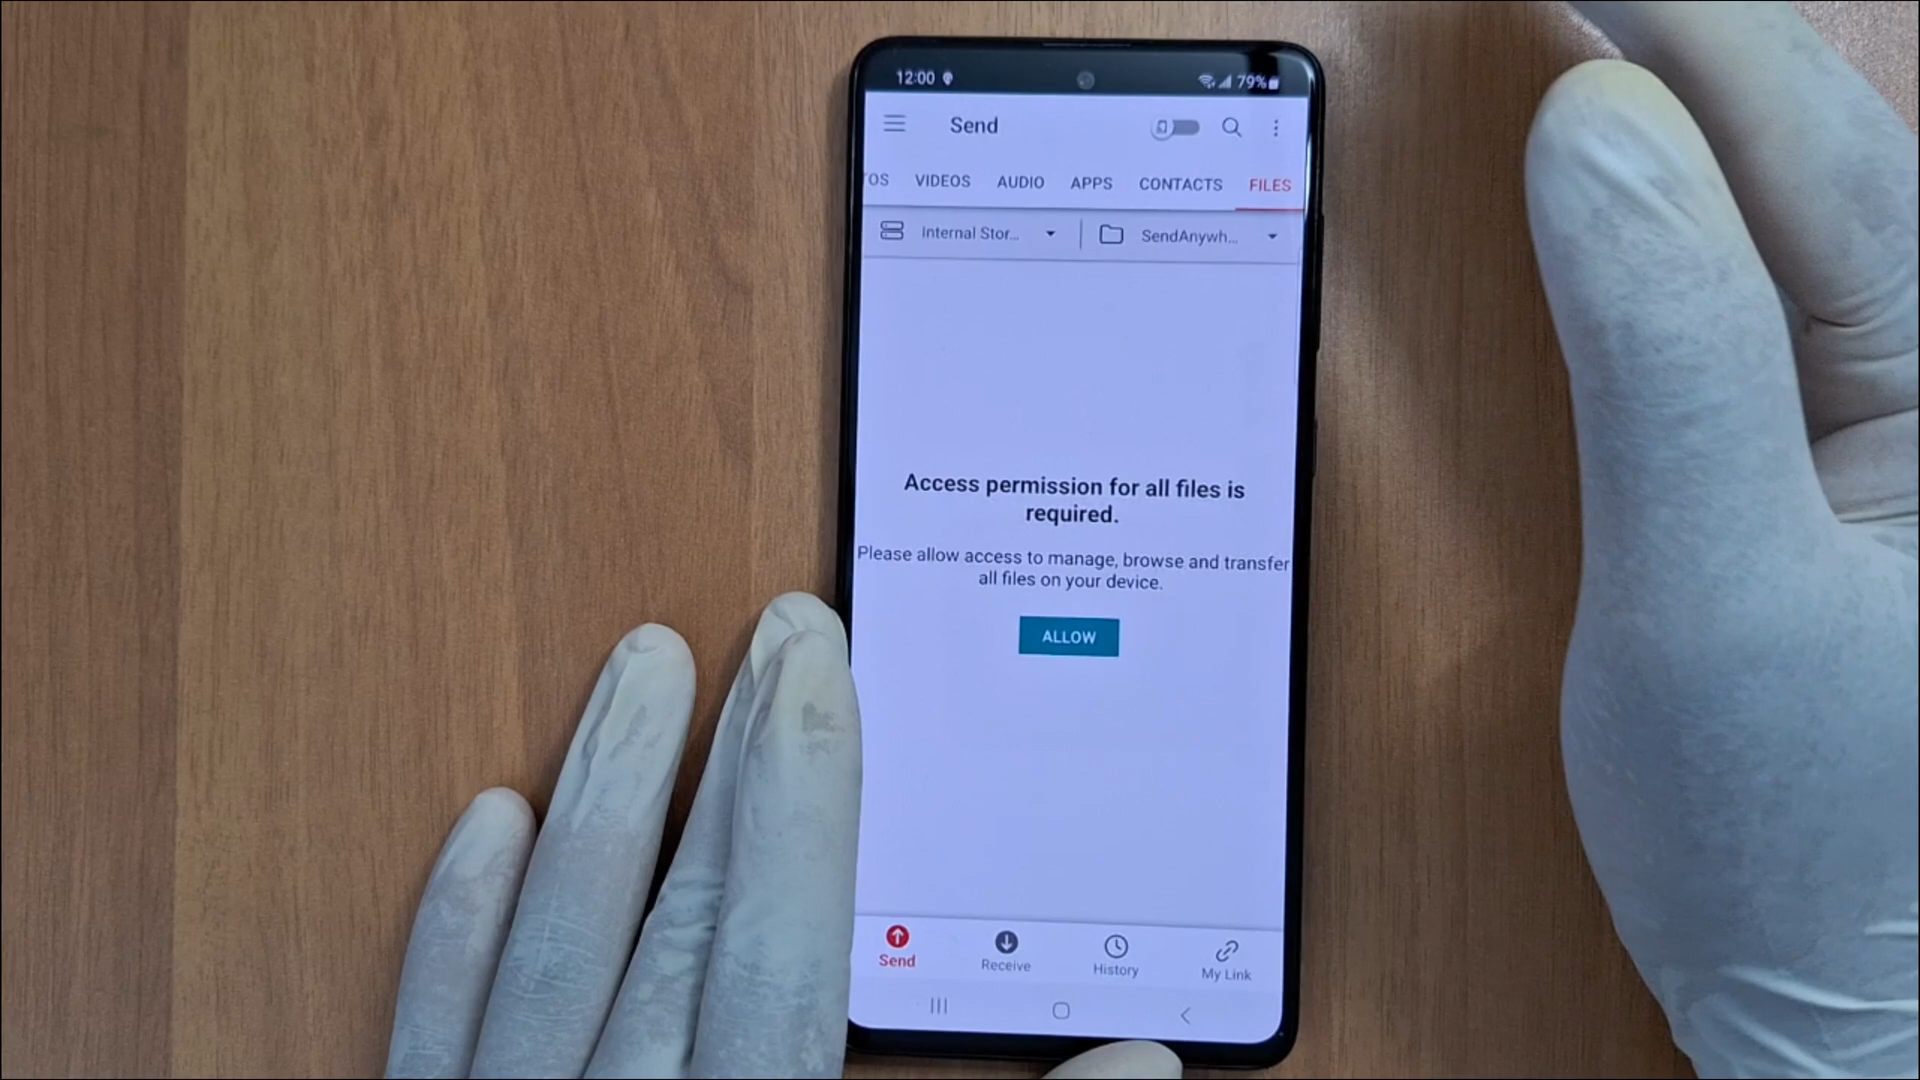 12:00 79%
Send
TOS VIDEOS AUDIO APPS CONTACTS FILES
Internal Stor... SendAnywh...
Access permission for all files is
required.
Please allow access to manage, browse and transfer
all files on your device.
ALLOW
Send Receive History My Link